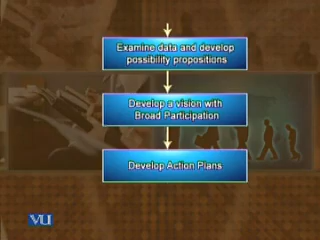 Examine data and develop
possibility propositions
Develop a vision with
Broad Participation
Develop Action Plans
VU